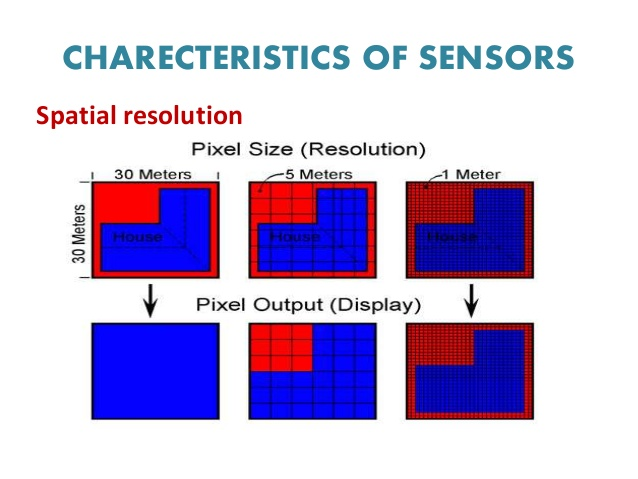 CHARECTERISTICS OF SENSORS
Spatial resolution
Pixel Size (Resolution)
30 Meters
5 Meters
1 Meter
30 Meters
House
House
House
Pixel Output (Display)